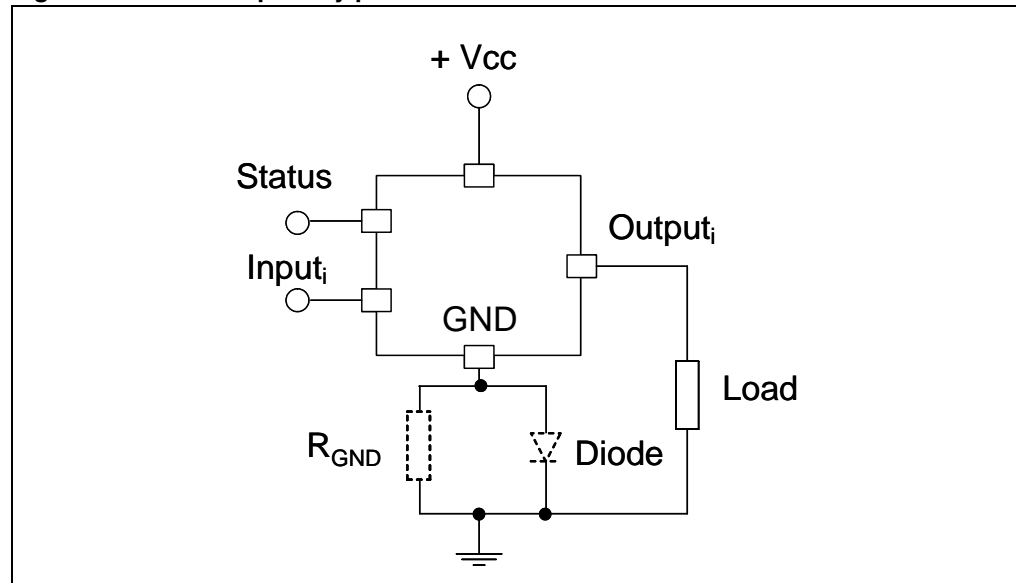 + Vcc
Status
Outputᵢ
Inputᵢ
GND
Load
R_GND
Diode